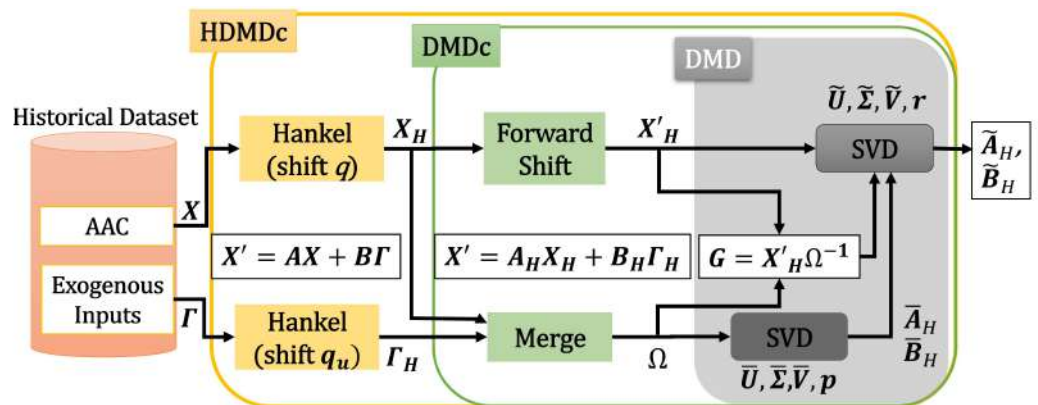 HDMDc
DMDc
DMD
Historical Dataset
AAC
Exogenous
Inputs
X
Γ
Hankel
(shift q)
X_H
Forward
Shift
X'_H
Ũ, Σ̃, Ṽ, r
SVD
Ã_H,
B̃_H
X' = AX + BΓ
X' = A_H X_H + B_H Γ_H
G = X'_H Ω⁻¹
Hankel
(shift q_u)
Γ_H
Merge
Ω
SVD
U̅, Σ̅, V̅, p
A̅_H
B̅_H